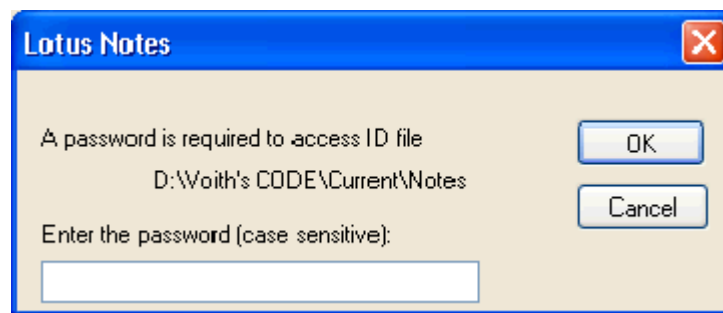 Lotus Notes
A password is required to access ID file
OK
D:\Voith's CODE\Current\Notes
Cancel
Enter the password (case sensitive):